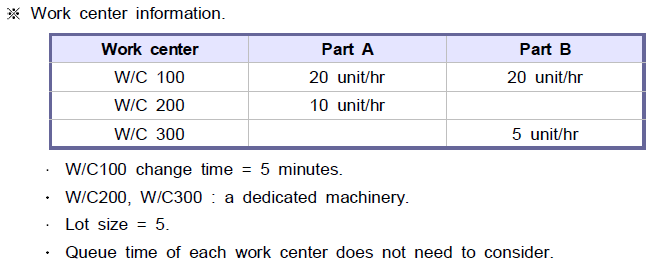 ※ Work center information.
Work center Part A Part B
W/C 100 20 unit/hr 20 unit/hr
W/C 200 10 unit/hr
W/C 300 5 unit/hr
· W/C100 change time = 5 minutes.
· W/C200, W/C300 : a dedicated machinery.
· Lot size = 5.
· Queue time of each work center does not need to consider.